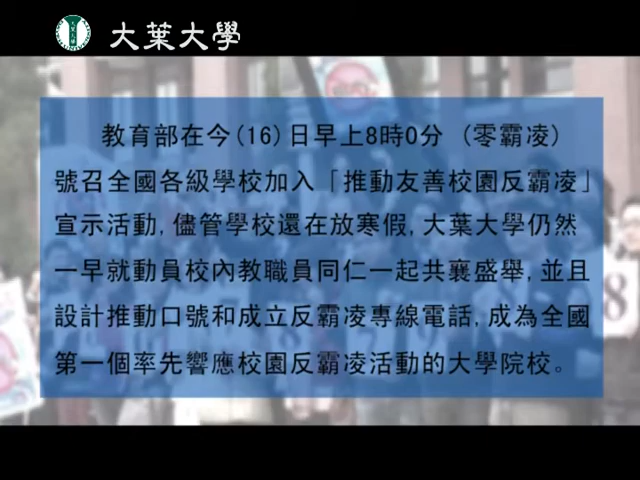 大葉大學
教育部在今(16)日早上8時0分 (零霸凌)
號召全國各級學校加入「推動友善校園反霸凌」
宣示活動,儘管學校還在放寒假,大葉大學仍然
一早就動員校內教職員同仁一起共襄盛舉,並且
設計推動口號和成立反霸凌專線電話,成為全國
第一個率先響應校園反霸凌活動的大學院校。
8